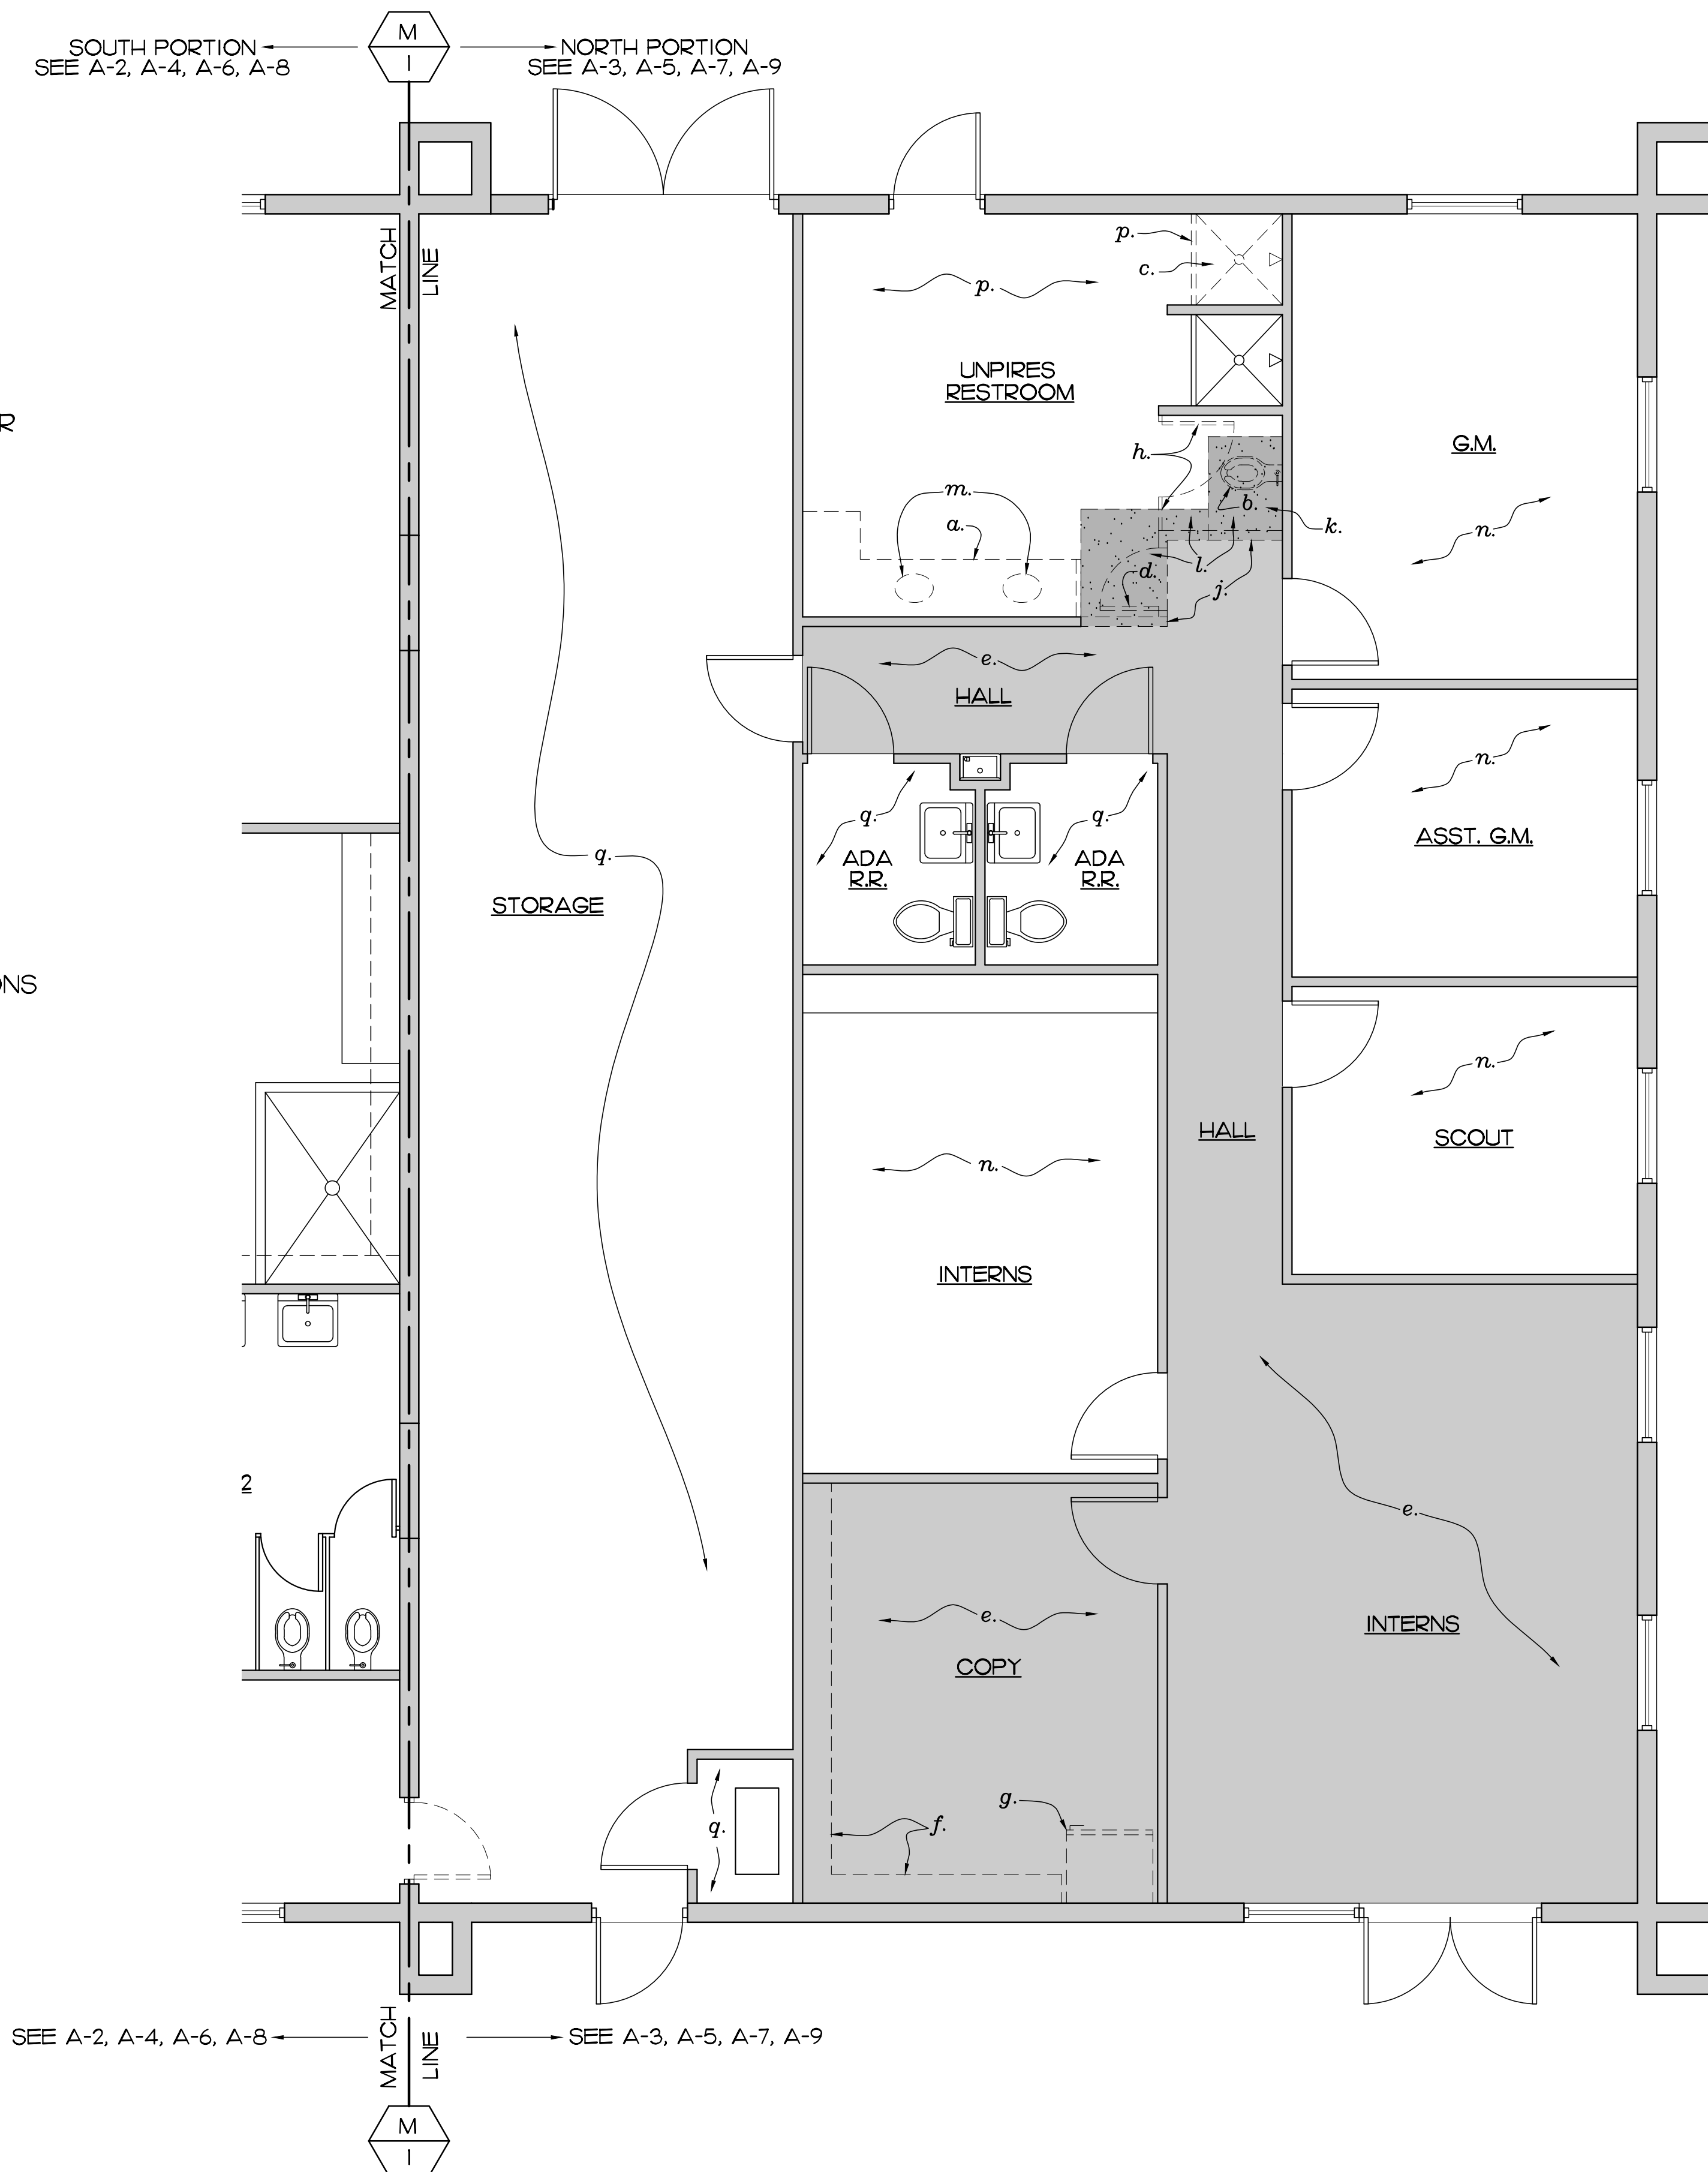 SOUTH PORTION
SEE A-2, A-4, A-6, A-8
M
1
NORTH PORTION
SEE A-3, A-5, A-7, A-9
MATCH
LINE
p.
c.
p.
UNPIRES
RESTROOM
R
G.M.
h.
m.
a.
b.
k.
n.
l.
d.
j.
e.
HALL
n.
q.
q.
ASST. G.M.
q.
ADA
R.R.
ADA
R.R.
STORAGE
ONS
n.
HALL
SCOUT
n.
INTERNS
2
e.
e.
INTERNS
COPY
g.
q.
f.
SEE A-2, A-4, A-6, A-8
MATCH
LINE
SEE A-3, A-5, A-7, A-9
M
1